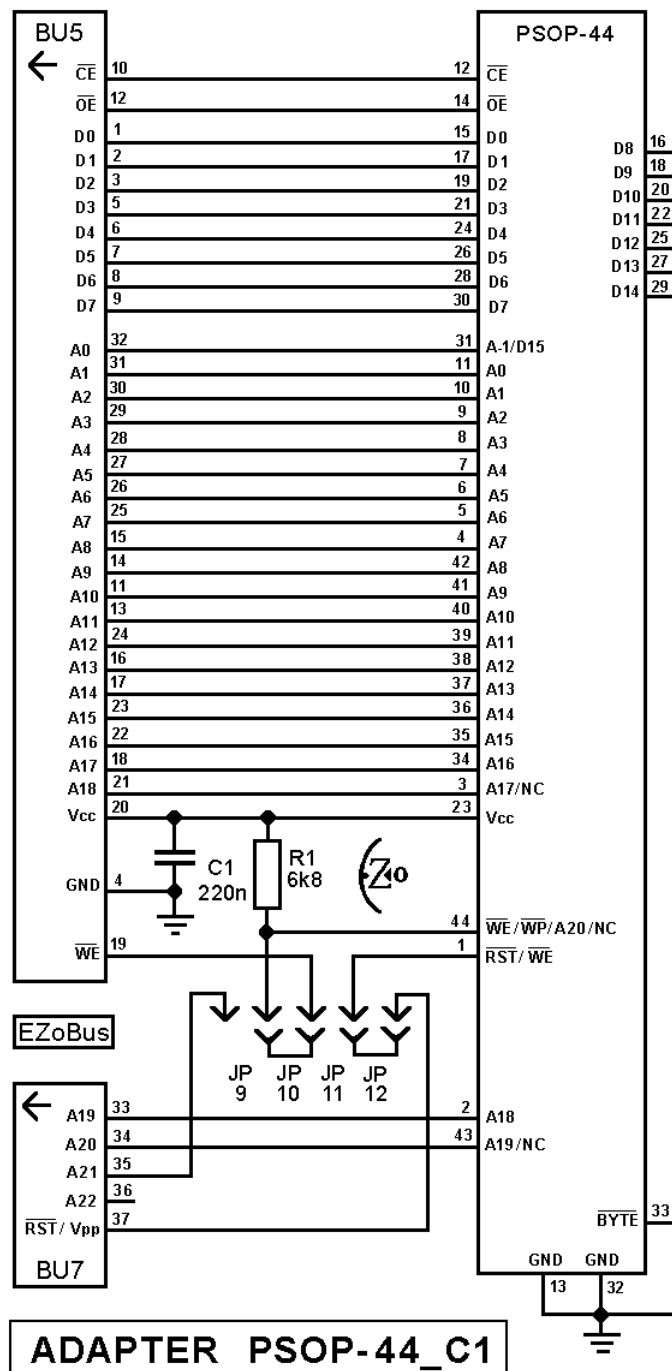 BU5 PSOP-44
CE 10 12 CE
OE 12 14 OE
D0 1 15 D0 D8 16
D1 2 17 D1 D9 18
D2 3 19 D2 D10 20
D3 5 21 D3 D11 22
D4 6 24 D4 D12 25
D5 7 26 D5 D13 27
D6 8 28 D6 D14 29
D7 9 30 D7
A0 32 31 A-1/D15
A1 31 11 A0
A2 30 10 A1
A3 29 9 A2
A4 28 8 A3
A5 27 7 A4
A6 26 6 A5
A7 25 5 A6
A8 15 4 A7
A9 14 42 A8
A10 11 41 A9
A11 13 40 A10
A12 24 39 A11
A13 16 38 A12
A14 17 37 A13
A15 23 36 A14
A16 22 35 A15
A17 18 34 A16
A18 21 3 A17/NC
Vcc 20 23 Vcc
C1 R1 Zo
220n 6k8
GND 4
44 WE/WP/A20/NC
WE 19 1 RST/WE
EZoBus
JP JP JP JP
9 10 11 12
A19 33 2 A18
A20 34 43 A19/NC
A21 35
A22 36
RST/Vpp 37 BYTE 33
BU7 GND GND
13 32
ADAPTER PSOP-44_C1